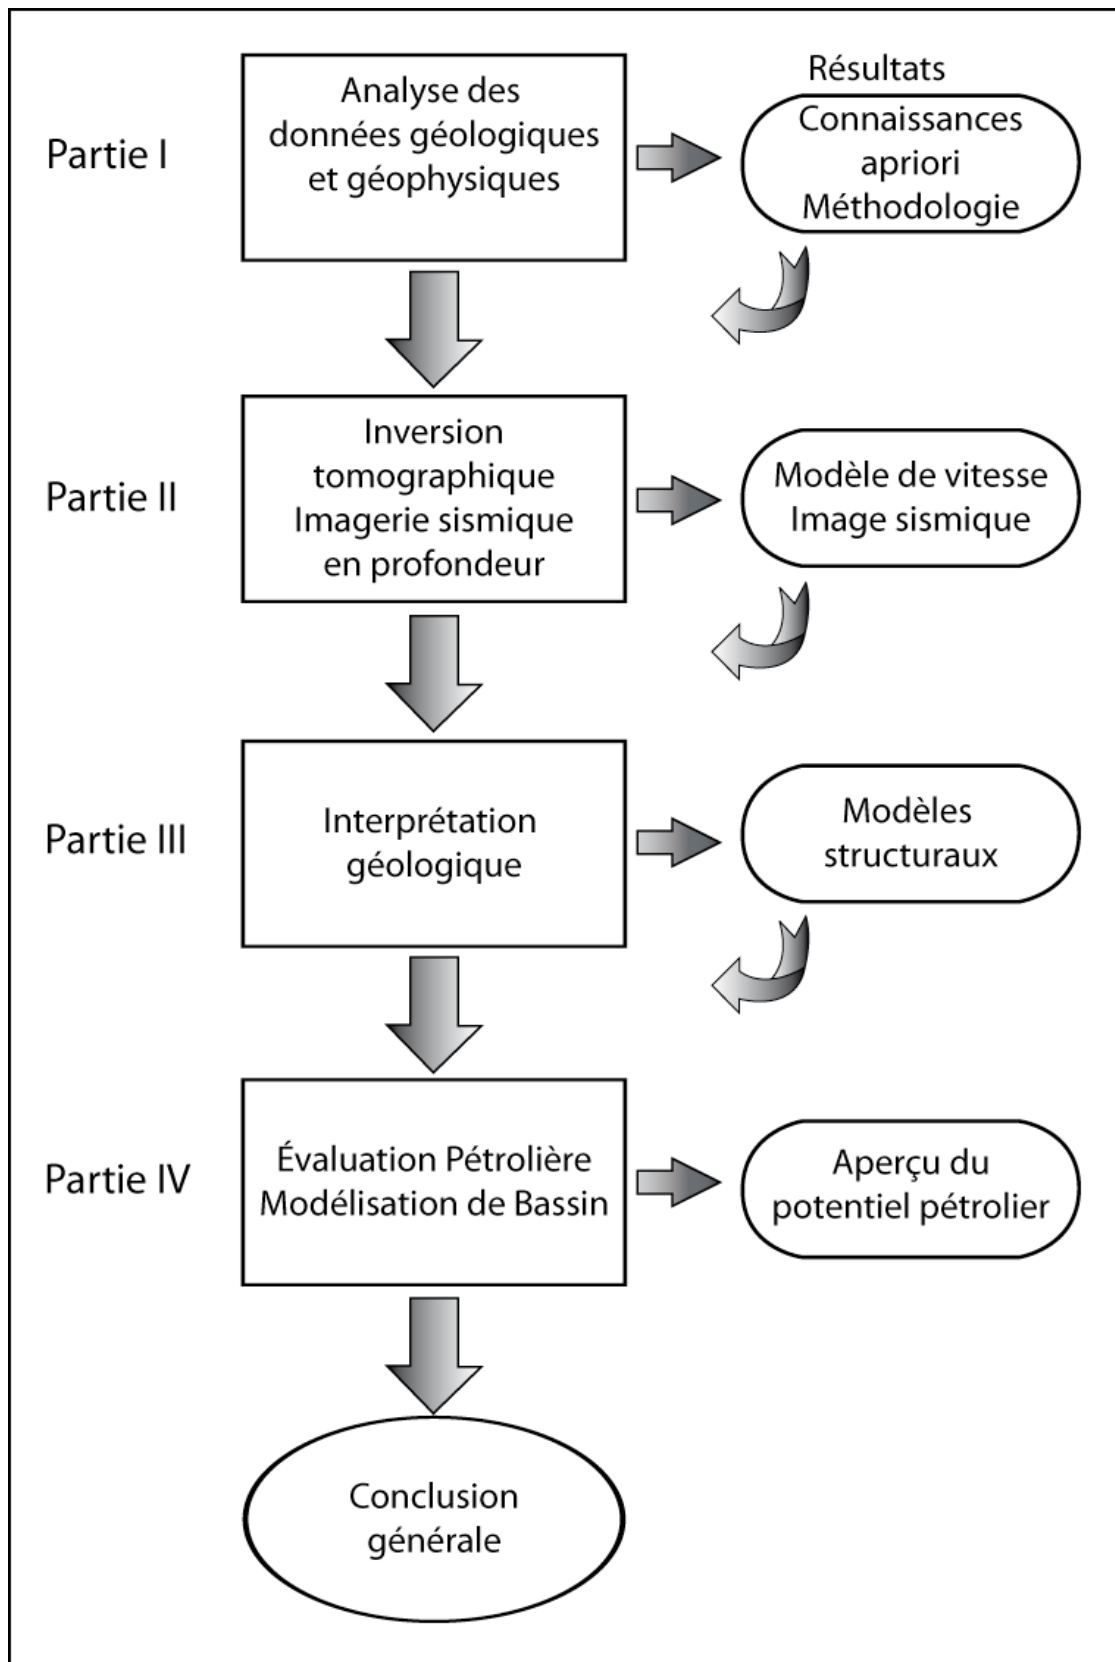 Résultats
Partie I
Analyse des
données géologiques
et géophysiques
Connaissances
apriori
Méthodologie
Partie II
Inversion
tomographique
Imagerie sismique
en profondeur
Modèle de vitesse
Image sismique
Partie III
Interprétation
géologique
Modèles
structuraux
Partie IV
Évaluation Pétrolière
Modélisation de Bassin
Aperçu du
potentiel pétrolier
Conclusion
générale